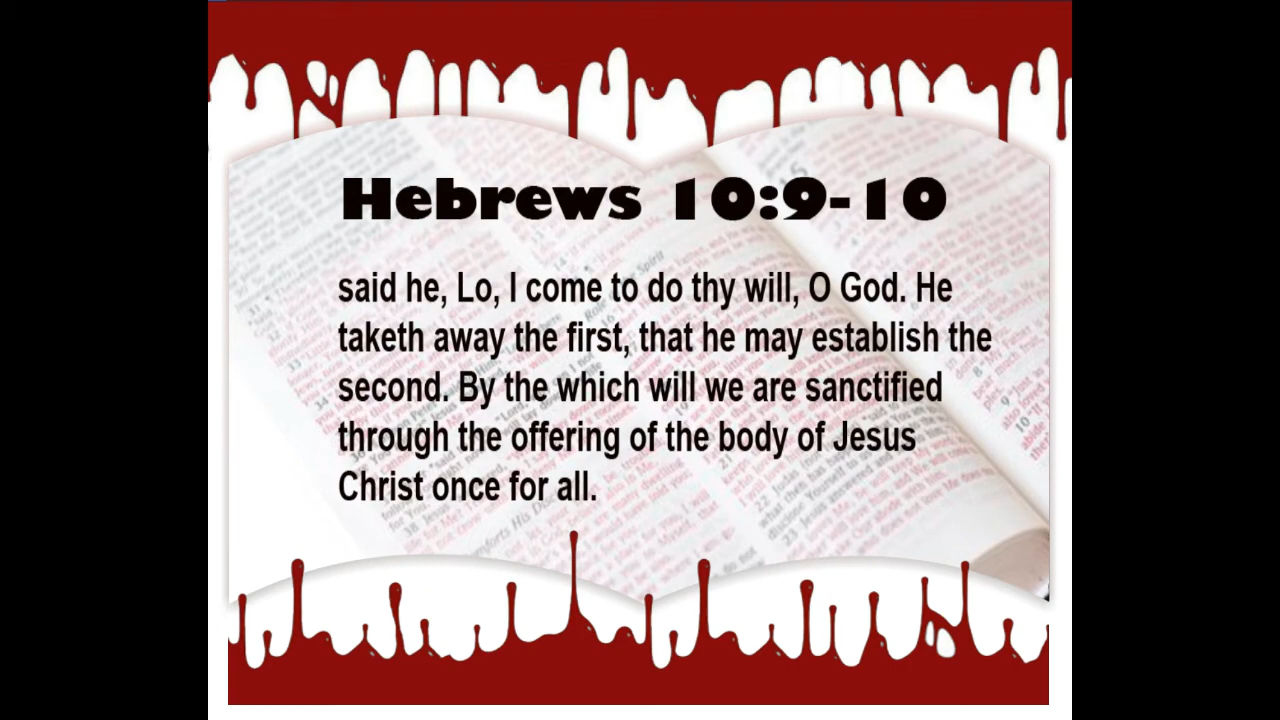 Hebrews 10:9-10
said he, Lo, I come to do thy will, O God. He
taketh away the first, that he may establish the
second. By the which will we are sanctified
through the offering of the body of Jesus
Christ once for all.